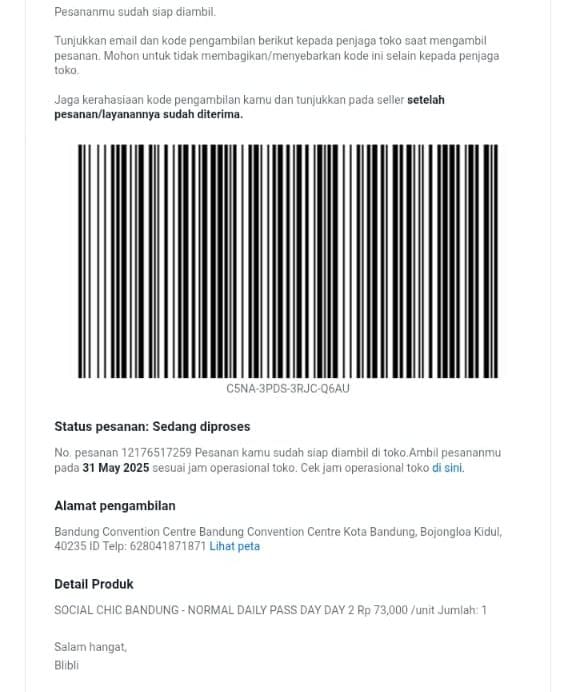 Pesananmu sudah siap diambil.
Tunjukkan email dan kode pengambilan berikut kepada penjaga toko saat mengambil
pesanan. Mohon untuk tidak membagikan/menyebarkan kode ini selain kepada penjaga
toko.
Jaga kerahasiaan kode pengambilan kamu dan tunjukkan pada seller setelah
pesanan/layanannya sudah diterima.
C5NA-3PDS-3RJC-Q6AU
Status pesanan: Sedang diproses
No. pesanan 12176517259 Pesanan kamu sudah siap diambil di toko.Ambil pesananmu
pada 31 May 2025 sesuai jam operasional toko. Cek jam operasional toko di sini.
Alamat pengambilan
Bandung Convention Centre Bandung Convention Centre Kota Bandung, Bojongloa Kidul,
40235 ID Telp: 628041871871 Lihat peta
Detail Produk
SOCIAL CHIC BANDUNG - NORMAL DAILY PASS DAY DAY 2 Rp 73,000 /unit Jumlah: 1
Salam hangat,
Blibli